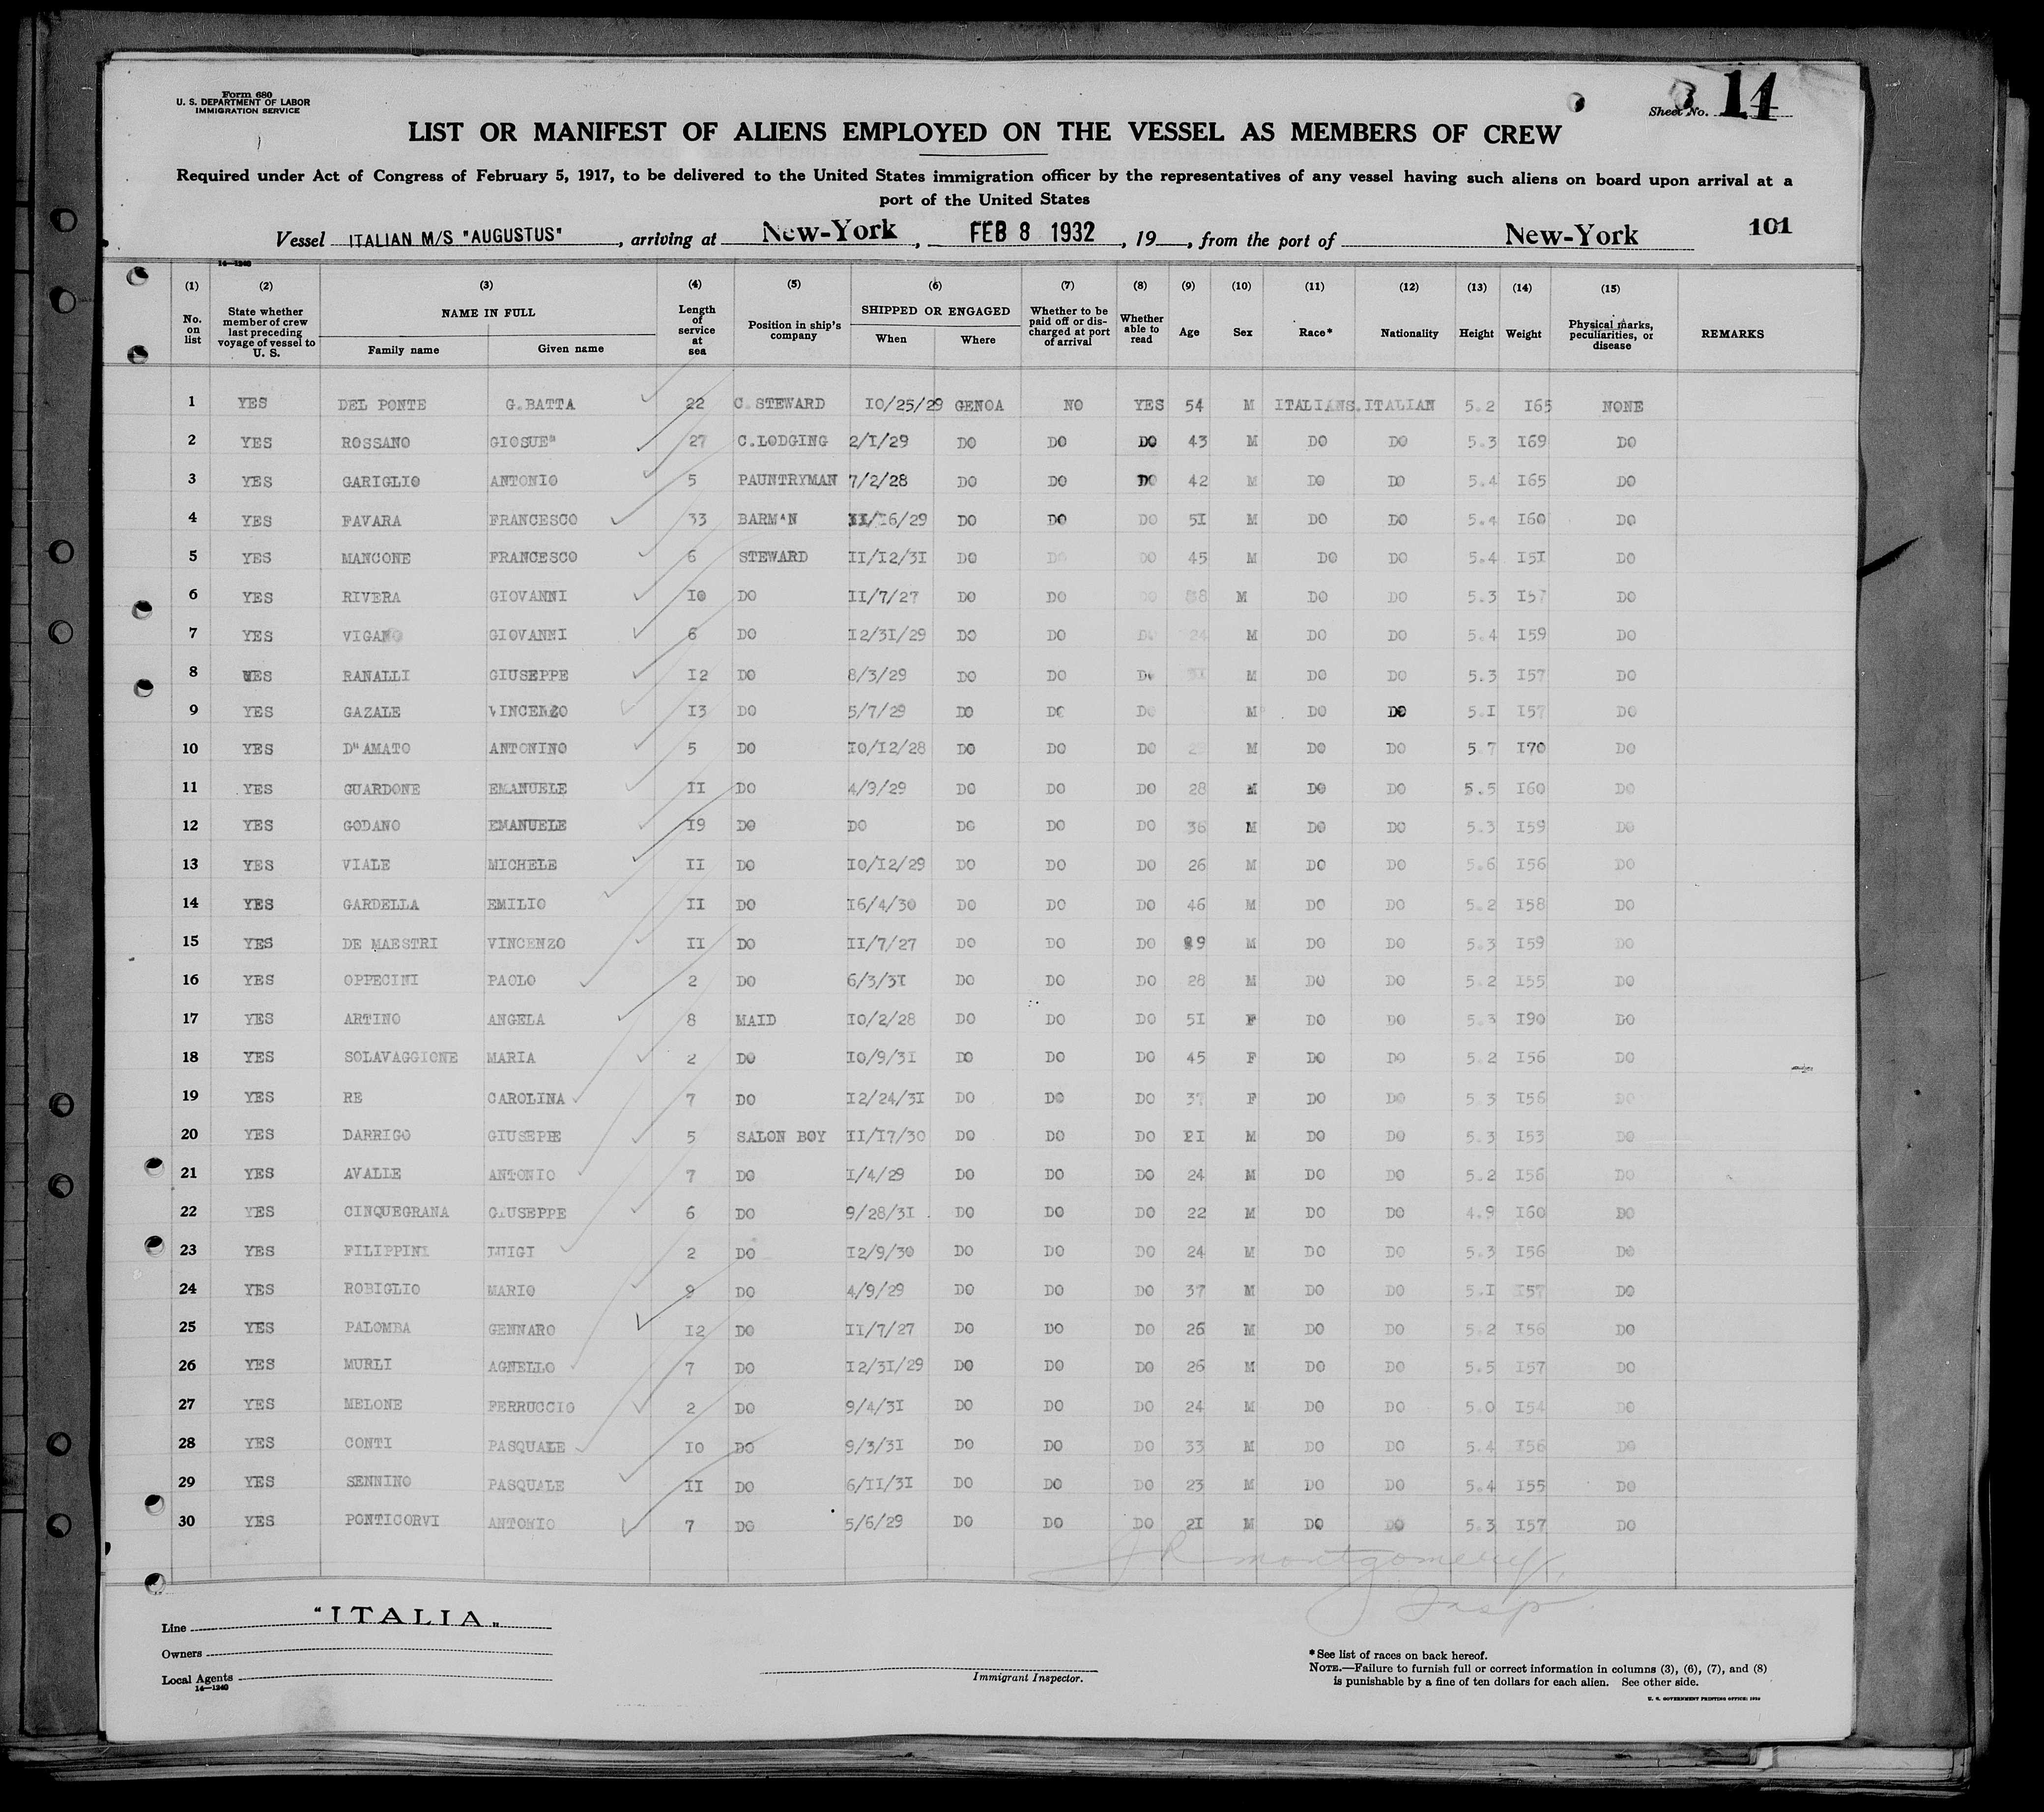 Form 680
U. S. DEPARTMENT OF LABOR
IMMIGRATION SERVICE
Sheet No. 14
LIST OR MANIFEST OF ALIENS EMPLOYED ON THE VESSEL AS MEMBERS OF CREW
Required under Act of Congress of February 5, 1917, to be delivered to the United States immigration officer by the representatives of any vessel having such aliens on board upon arrival at a
port of the United States
Vessel ITALIAN M/S "AUGUSTUS", arriving at New-York, FEB 8 1932, 19, from the port of New-York 101
14—1240
(1) (2) (3) (4) (5) (6) (7) (8) (9) (10) (11) (12) (13) (14) (15)
No. on list State whether member of crew last preceding voyage of vessel to U. S. NAME IN FULL Family name Given name Length of service at sea Position in ship's company SHIPPED OR ENGAGED When Where Whether to be paid off or discharged at port of arrival Whether able to read Age Sex Race* Nationality Height Weight Physical marks, peculiarities, or disease REMARKS
1 YES DEL PONTE G.BATTA 22 C.STEWARD 10/25/29 GENOA NO YES 54 M ITALIANS. ITALIAN 5.2 165 NONE
2 YES ROSSANO GIOSUE" 27 C.LODGING 2/1/29 DO DO DO 43 M DO DO 5.3 169 DO
3 YES GARIGLIO ANTONIO 5 PAUNTRYMAN 7/2/28 DO DO DO 42 M DO DO 5.4 165 DO
4 YES FAVARA FRANCESCO 33 BARMAN 11/16/29 DO DO DO 51 M DO DO 5.4 160 DO
5 YES MANCONE FRANCESCO 6 STEWARD 11/12/31 DO DO DO 45 M DO DO 5.4 151 DO
6 YES RIVERA GIOVANNI 10 DO 11/7/27 DO DO DO 38 M DO DO 5.3 157 DO
7 YES VIGANO GIOVANNI 6 DO 12/31/29 DO DO DO 24 M DO DO 5.4 159 DO
8 YES RANALLI GIUSEPPE 12 DO 8/3/29 DO DO DO M DO DO 5.3 157 DO
9 YES GAZALE VINCENZO 13 DO 5/7/29 DO DO DO M DO DO 5.1 157 DO
10 YES D"AMATO ANTONINO 5 DO 10/12/28 DO DO DO M DO DO 5.7 170 DO
11 YES GUARDONE EMANUELE 11 DO 4/9/29 DO DO DO 28 M DO DO 5.5 160 DO
12 YES GODANO EMANUELE 19 DO DO DO DO DO 36 M DO DO 5.3 159 DO
13 YES VIALE MICHELE 11 DO 10/12/29 DO DO DO 26 M DO DO 5.6 156 DO
14 YES GARDELLA EMILIO 11 DO 16/4/30 DO DO DO 46 M DO DO 5.2 158 DO
15 YES DE MAESTRI VINCENZO 11 DO 11/7/27 DO DO DO M DO DO 5.3 159 DO
16 YES OPPECINI PAOLO 2 DO 6/3/31 DO DO DO 28 M DO DO 5.2 155 DO
17 YES ARTINO ANGELA 8 MAID 10/2/28 DO DO DO 51 F DO DO 5.3 190 DO
18 YES SOLAVAGGIONE MARIA 2 DO 10/9/31 DO DO DO 45 F DO DO 5.2 156 DO
19 YES RE CAROLINA 7 DO 12/24/31 DO DO DO 37 F DO DO 5.3 156 DO
20 YES DARRIGO GIUSEPPE 5 SALON BOY 11/17/30 DO DO DO 21 M DO DO 5.3 153 DO
21 YES AVALLE ANTONIO 7 DO 1/4/29 DO DO DO 24 M DO DO 5.2 156 DO
22 YES CINQUEGRANA GIUSEPPE 6 DO 9/28/31 DO DO DO 22 M DO DO 4.9 160 DO
23 YES FILIPPINI LUIGI 2 DO 12/9/30 DO DO DO 24 M DO DO 5.3 156 DO
24 YES ROBIGLIO MARIO 9 DO 4/9/29 DO DO DO 37 M DO DO 5.1 157 DO
25 YES PALOMBA GENNARO 12 DO 11/7/27 DO DO DO 26 M DO DO 5.2 156 DO
26 YES MURLI AGNELLO 7 DO 12/31/29 DO DO DO 26 M DO DO 5.5 157 DO
27 YES MELONE FERRUCCIO 2 DO 9/4/31 DO DO DO 24 M DO DO 5.0 154 DO
28 YES CONTI PASQUALE 10 DO 9/3/31 DO DO DO 33 M DO DO 5.4 156 DO
29 YES SENNINO PASQUALE 11 DO 6/11/31 DO DO DO 23 M DO DO 5.4 155 DO
30 YES PONTICORVI ANTONIO 7 DO 5/6/29 DO DO DO 21 M DO DO 5.3 157 DO
JR Montgomery
Insp.
Line "ITALIA"
Owners
Local Agents
14—1240
Immigrant Inspector.
*See list of races on back hereof.
NOTE.—Failure to furnish full or correct information in columns (3), (6), (7), and (8)
is punishable by a fine of ten dollars for each alien. See other side.
U. S. GOVERNMENT PRINTING OFFICE: 1929